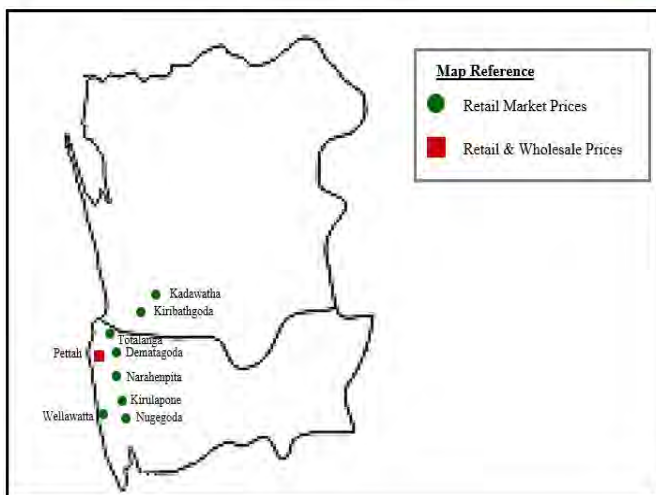 Map Reference
Retail Market Prices
Retail & Wholesale Prices
Kadawatha
Kiribathgoda
Totalanga
Pettah
Dematagoda
Narahenpita
Kirulapone
Wellawatta
Nugegoda